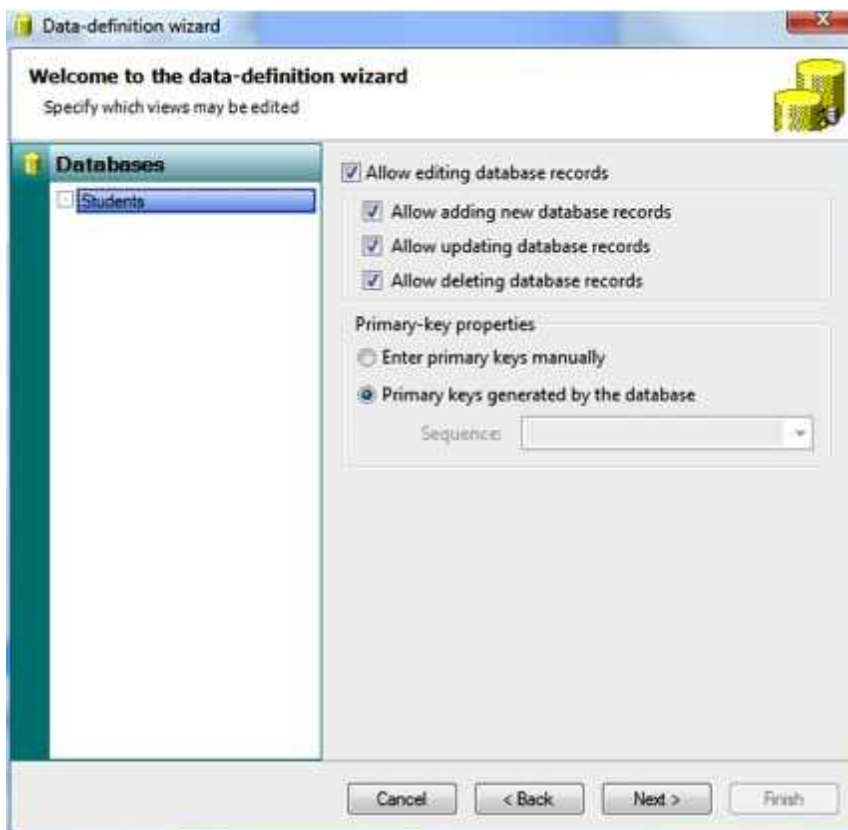 Data-definition wizard
Welcome to the data-definition wizard
Specify which views may be edited
Databases
Students
Allow editing database records
Allow adding new database records
Allow updating database records
Allow deleting database records
Primary-key properties
Enter primary keys manually
Primary keys generated by the database
Sequence:
Cancel
< Back
Next >
Finish